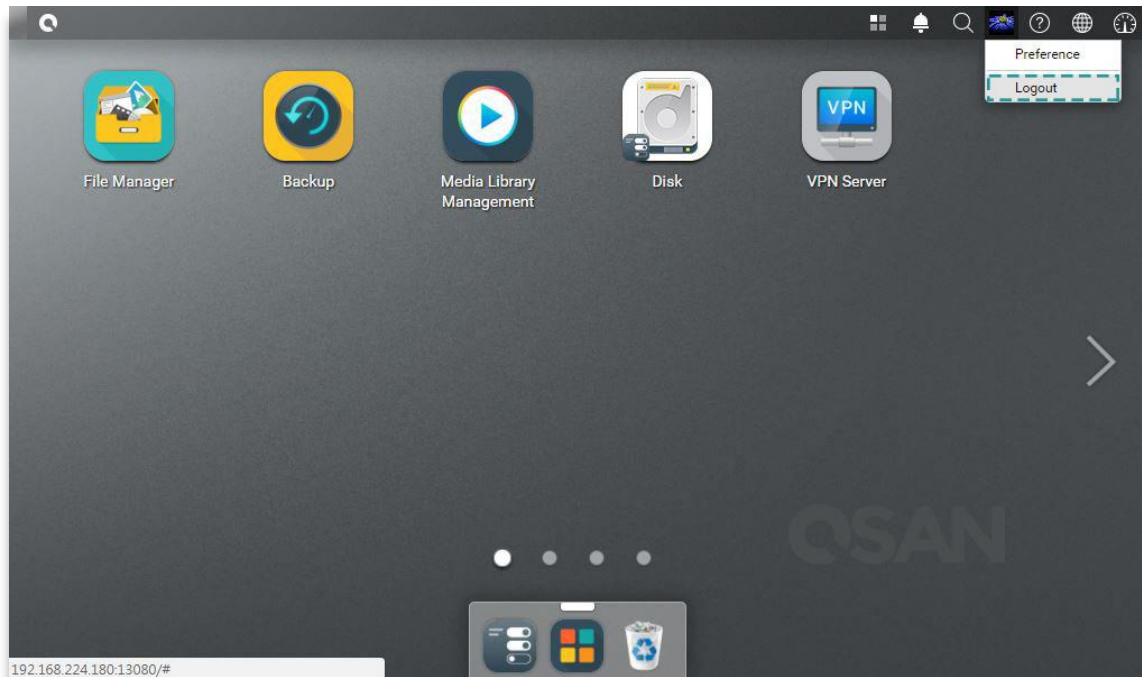 Preference
Logout
VPN
File Manager
Backup
Media Library
Management
Disk
VPN Server
QSAN
192.168.224.180:13080/#